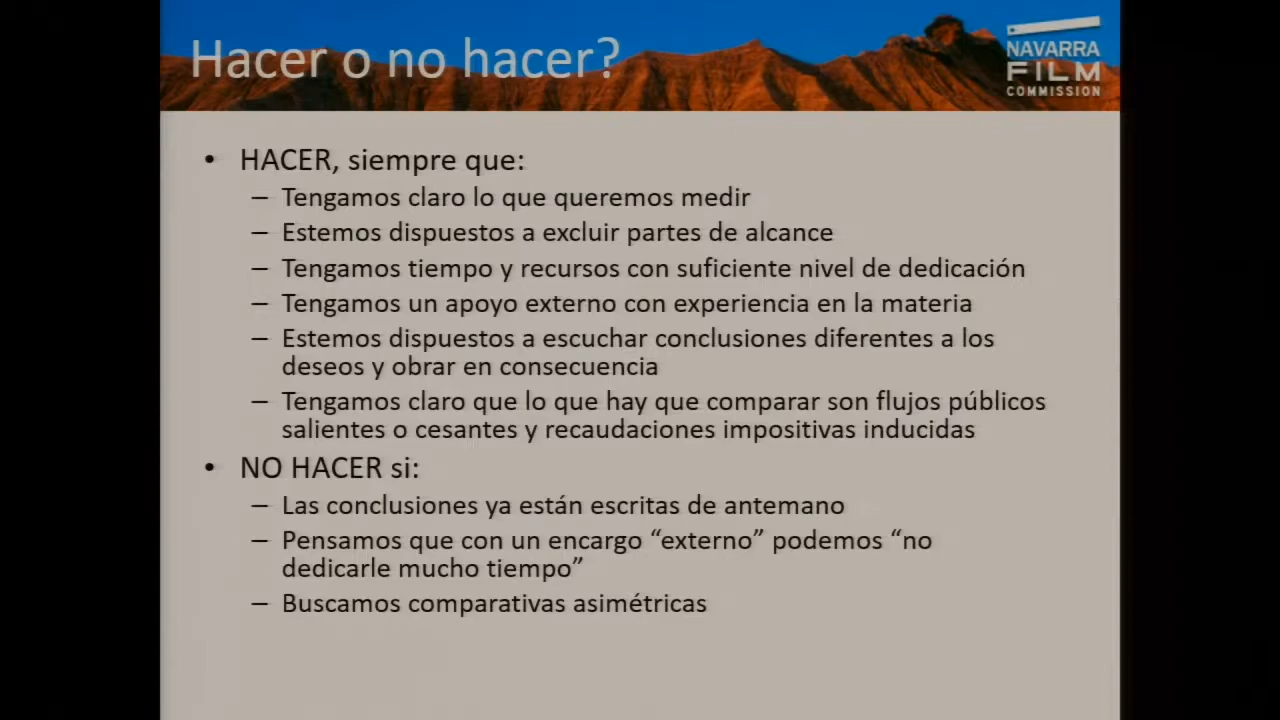 Hacer o no hacer?
NAVARRA
FILM
COMMISSION
• HACER, siempre que:
– Tengamos claro lo que queremos medir
– Estemos dispuestos a excluir partes de alcance
– Tengamos tiempo y recursos con suficiente nivel de dedicación
– Tengamos un apoyo externo con experiencia en la materia
– Estemos dispuestos a escuchar conclusiones diferentes a los
deseos y obrar en consecuencia
– Tengamos claro que lo que hay que comparar son flujos públicos
salientes o cesantes y recaudaciones impositivas inducidas
• NO HACER si:
– Las conclusiones ya están escritas de antemano
– Pensamos que con un encargo “externo” podemos “no
dedicarle mucho tiempo”
– Buscamos comparativas asimétricas